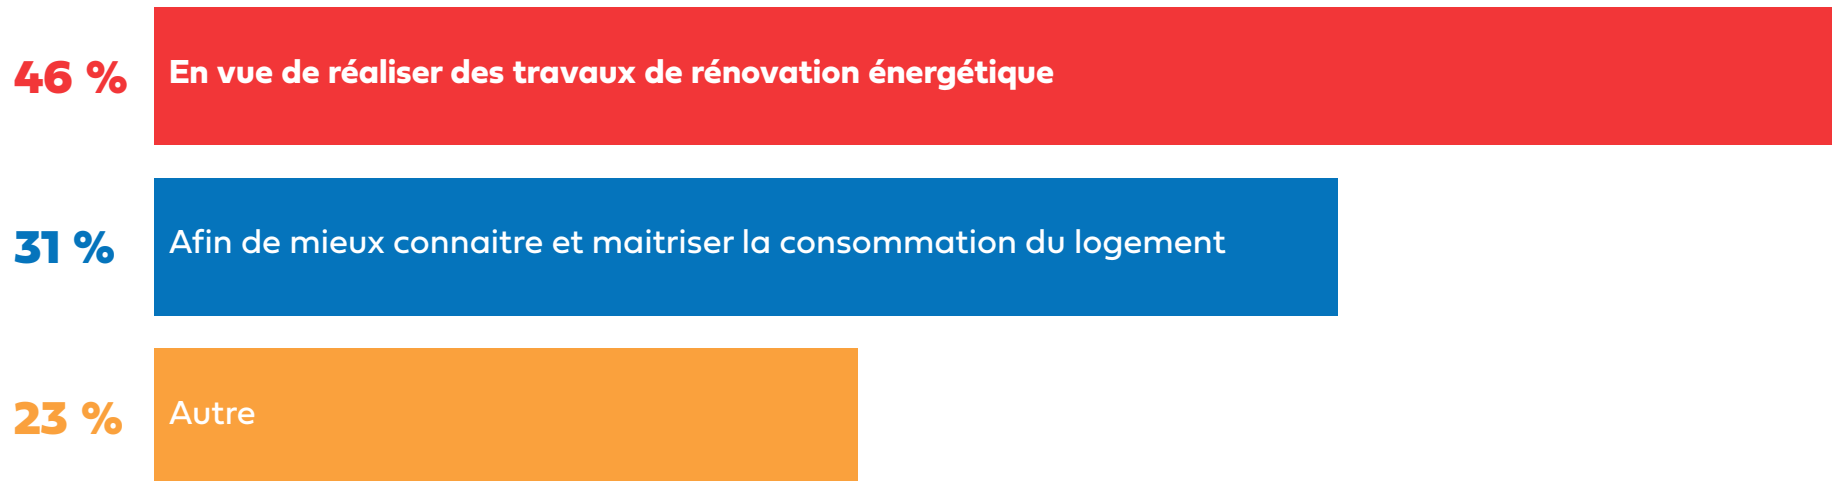 46 % En vue de réaliser des travaux de rénovation énergétique
31 % Afin de mieux connaitre et maitriser la consommation du logement
23 % Autre